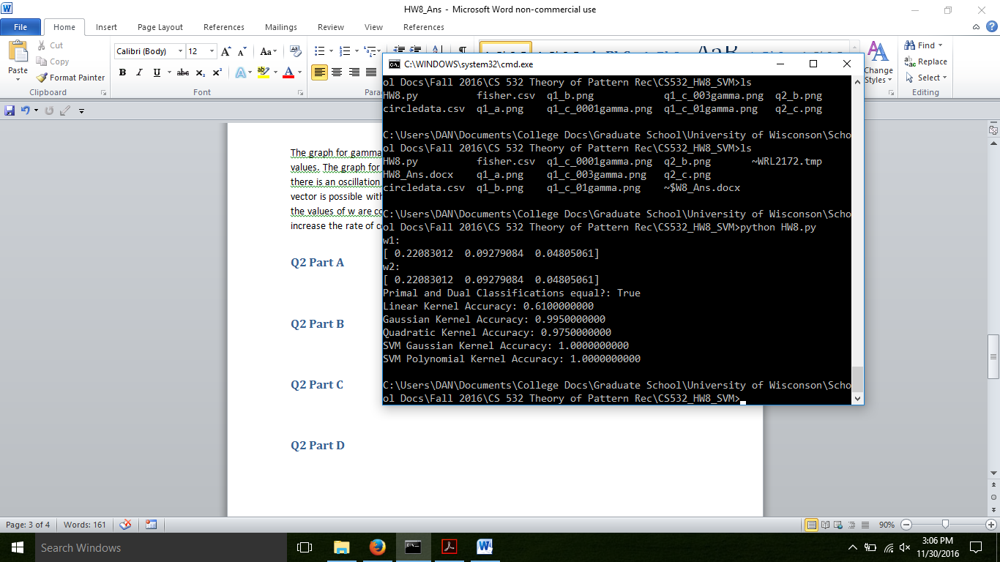 HW8_Ans - Microsoft Word non-commercial use
File Home Insert Page Layout References Mailings Review View References
Paste
Cut
Copy
Format Painter
Clipboard
Calibri (Body) 12
Font
Para
Change
Styles
Find
Replace
Select
Editing
The graph for gamma
values. The graph for
there is an oscillation
vector is possible with
the values of w are co
increase the rate of co
Q2 Part A
Q2 Part B
Q2 Part C
Q2 Part D
C:\WINDOWS\system32\cmd.exe
ol Docs\Fall 2016\CS 532 Theory of Pattern Rec\CS532_HW8_SVM>ls
HW8.py fisher.csv q1_b.png q1_c_003gamma.png q2_b.png
circledata.csv q1_a.png q1_c_0001gamma.png q1_c_01gamma.png q2_c.png
C:\Users\DAN\Documents\College Docs\Graduate School\University of Wisconson\Scho
ol Docs\Fall 2016\CS 532 Theory of Pattern Rec\CS532_HW8_SVM>ls
HW8.py fisher.csv q1_c_0001gamma.png q2_b.png ~WRL2172.tmp
HW8_Ans.docx q1_a.png q1_c_003gamma.png q2_c.png
circledata.csv q1_b.png q1_c_01gamma.png ~$W8_Ans.docx
C:\Users\DAN\Documents\College Docs\Graduate School\University of Wisconson\Scho
ol Docs\Fall 2016\CS 532 Theory of Pattern Rec\CS532_HW8_SVM>python HW8.py
w1:
[ 0.22083012 0.09279084 0.04805061]
w2:
[ 0.22083012 0.09279084 0.04805061]
Primal and Dual Classifications equal?: True
Linear Kernel Accuracy: 0.6100000000
Gaussian Kernel Accuracy: 0.9950000000
Quadratic Kernel Accuracy: 0.9750000000
SVM Gaussian Kernel Accuracy: 1.0000000000
SVM Polynomial Kernel Accuracy: 1.0000000000
C:\Users\DAN\Documents\College Docs\Graduate School\University of Wisconson\Scho
ol Docs\Fall 2016\CS 532 Theory of Pattern Rec\CS532_HW8_SVM>
Page: 3 of 4 Words: 161 90%
Search Windows
3:06 PM
11/30/2016